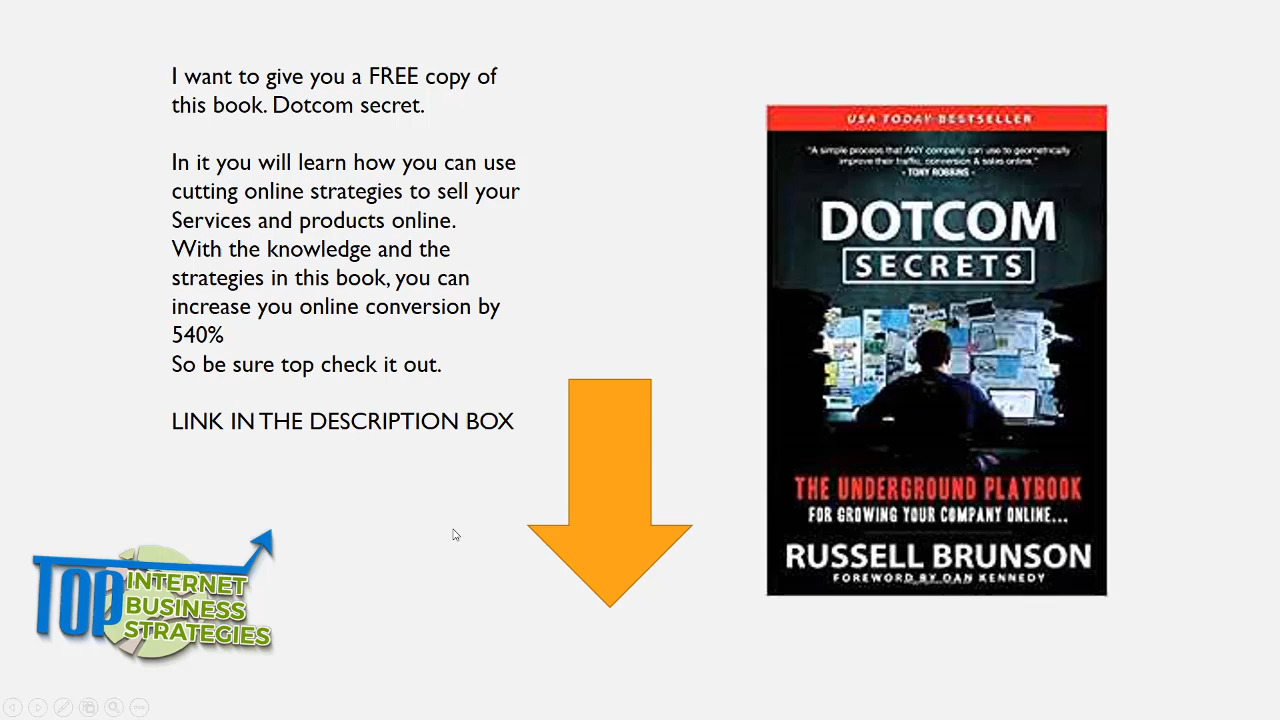 I want to give you a FREE copy of
this book. Dotcom secret.
In it you will learn how you can use
cutting online strategies to sell your
Services and products online.
With the knowledge and the
strategies in this book, you can
increase you online conversion by
540%
So be sure top check it out.
LINK IN THE DESCRIPTION BOX
USA TODAY BESTSELLER
"A simple process that ANY company can use to geometrically
improve their traffic, conversion & sales online."
- TONY ROBBINS -
DOTCOM
SECRETS
THE UNDERGROUND PLAYBOOK
FOR GROWING YOUR COMPANY ONLINE...
RUSSELL BRUNSON
FOREWORD BY DAN KENNEDY
TOP INTERNET
BUSINESS
STRATEGIES